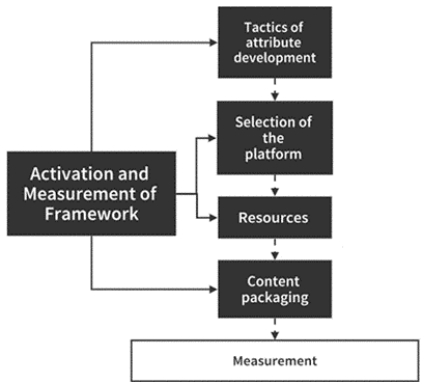 Tactics of
attribute
development
Selection of
the
platform
Activation and
Measurement of
Framework
Resources
Content
packaging
Measurement